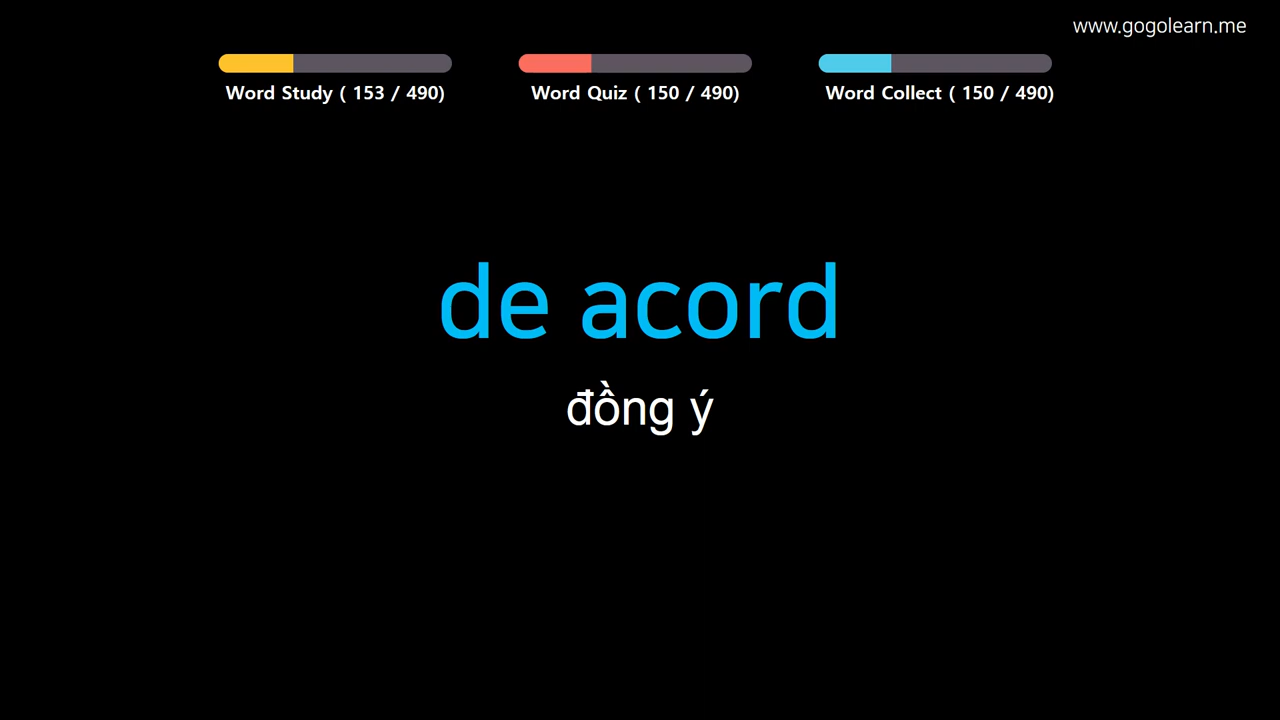 www.gogolearn.me
Word Study ( 153 / 490)
Word Quiz ( 150 / 490)
Word Collect ( 150 / 490)
de acord
đồng ý